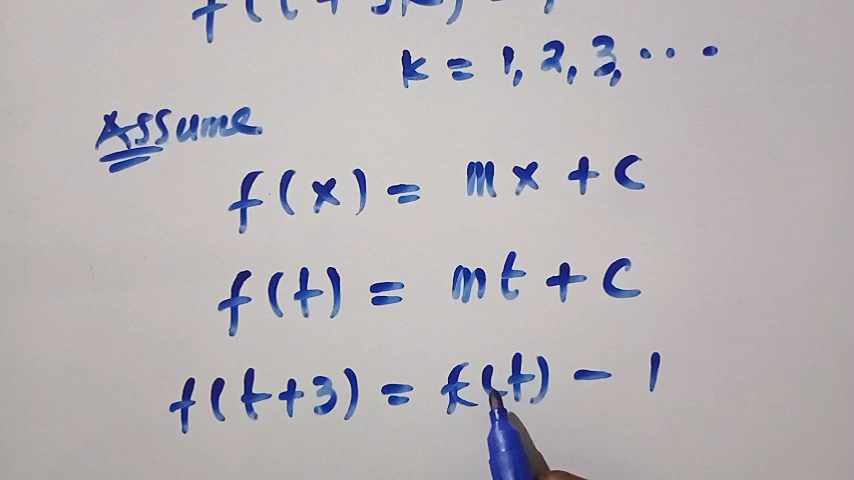 k = 1, 2, 3, ...
Assume
f(x) = mx + c
f(t) = mt + c
f(t+3) = f(t) - 1